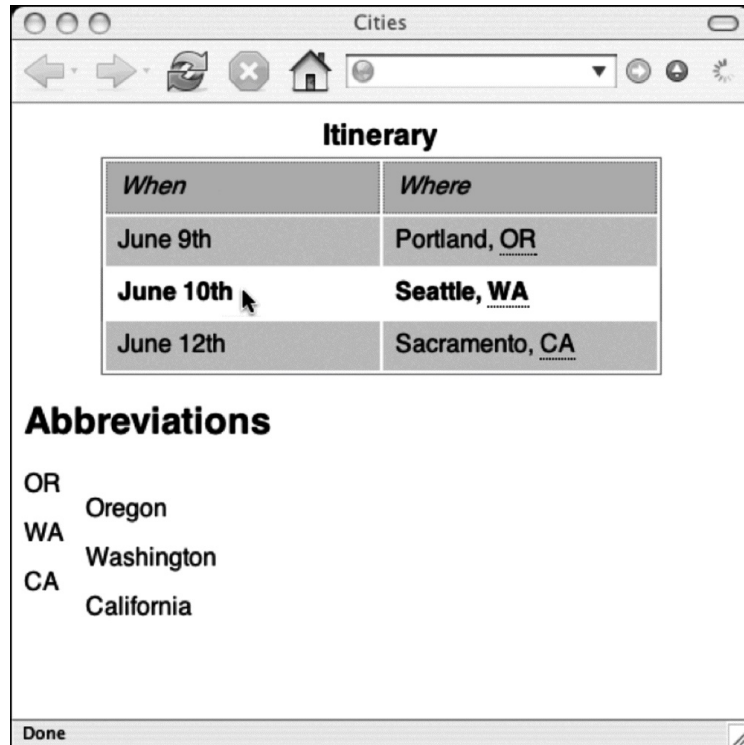 Cities
Itinerary
When Where
June 9th Portland, OR
June 10th Seattle, WA
June 12th Sacramento, CA
Abbreviations
OR
Oregon
WA
Washington
CA
California
Done